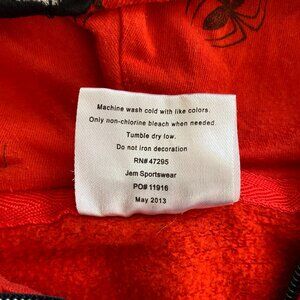 Machine wash cold with like colors.
Only non-chlorine bleach when needed.
Tumble dry low.
Do not iron decoration
RN# 47295
Jem Sportswear
PO# 11916
May 2013